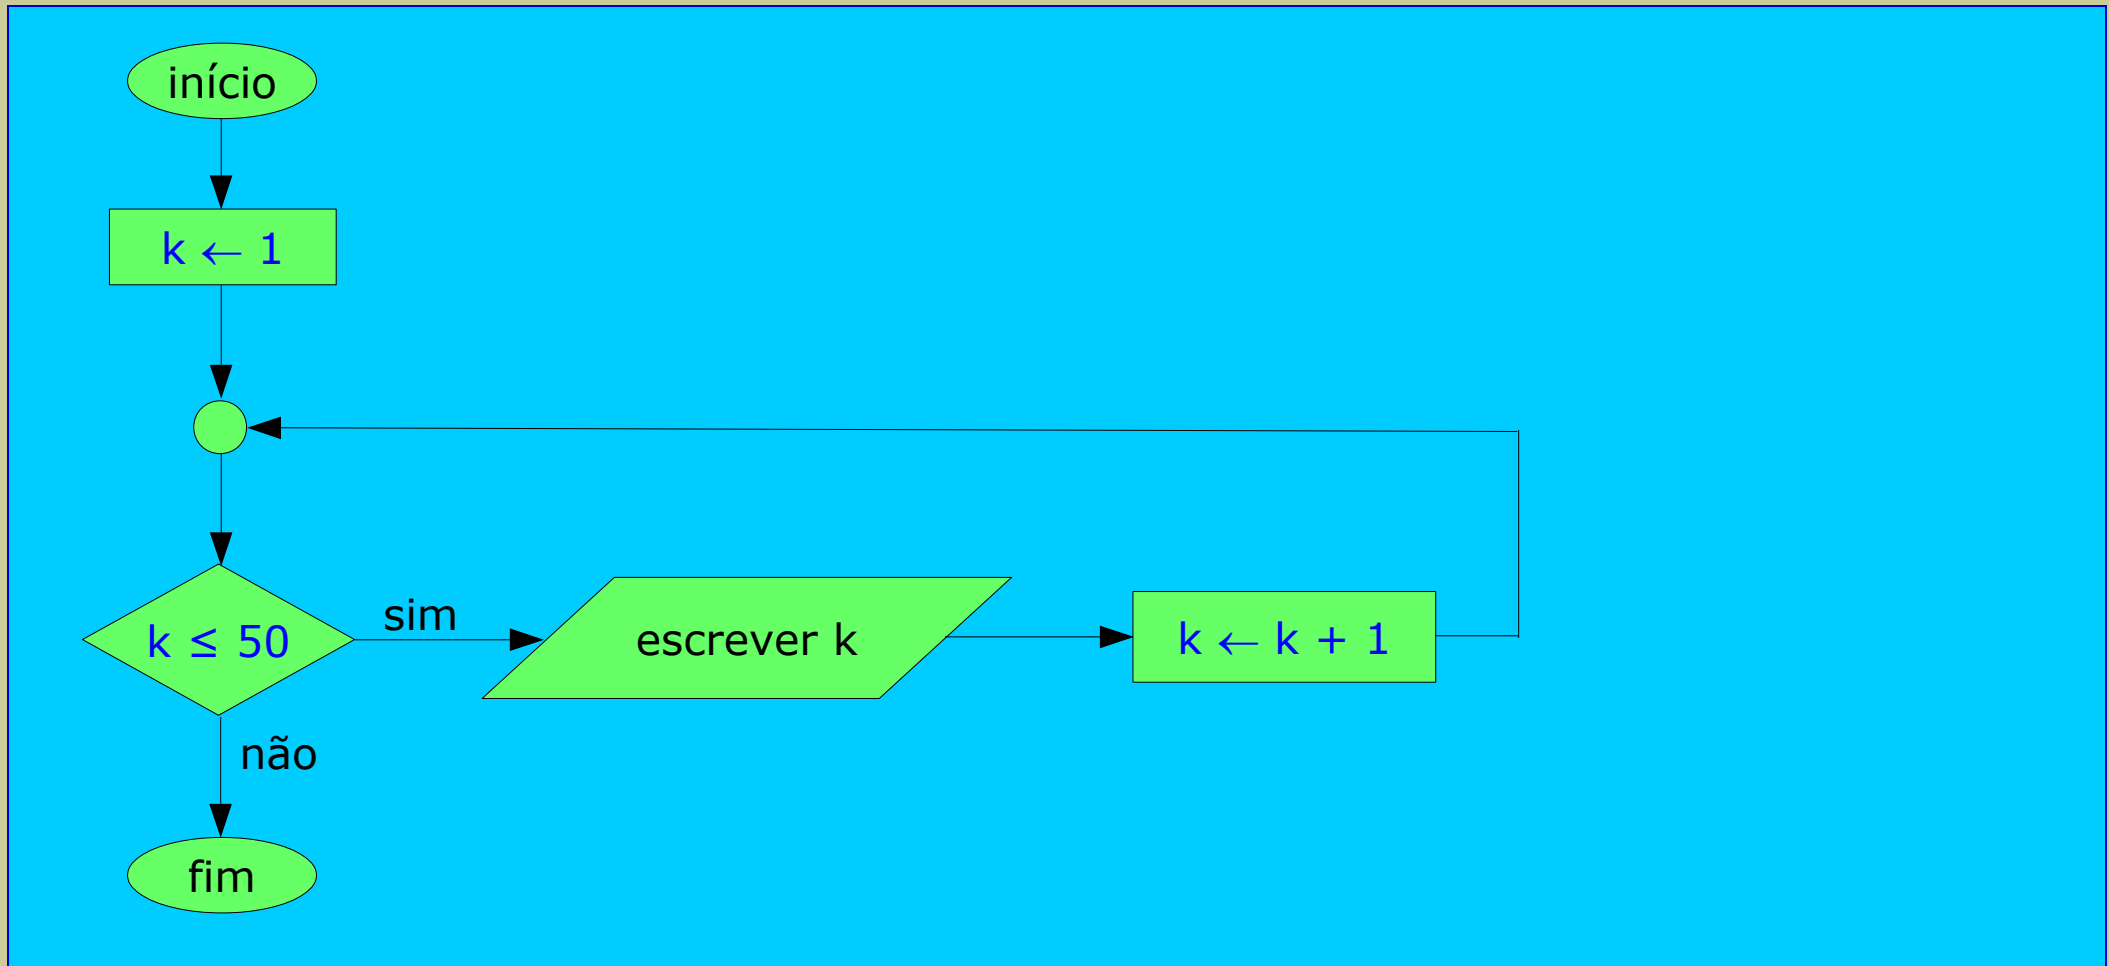 início
k ← 1
k ≤ 50
sim
escrever k
k ← k + 1
não
fim